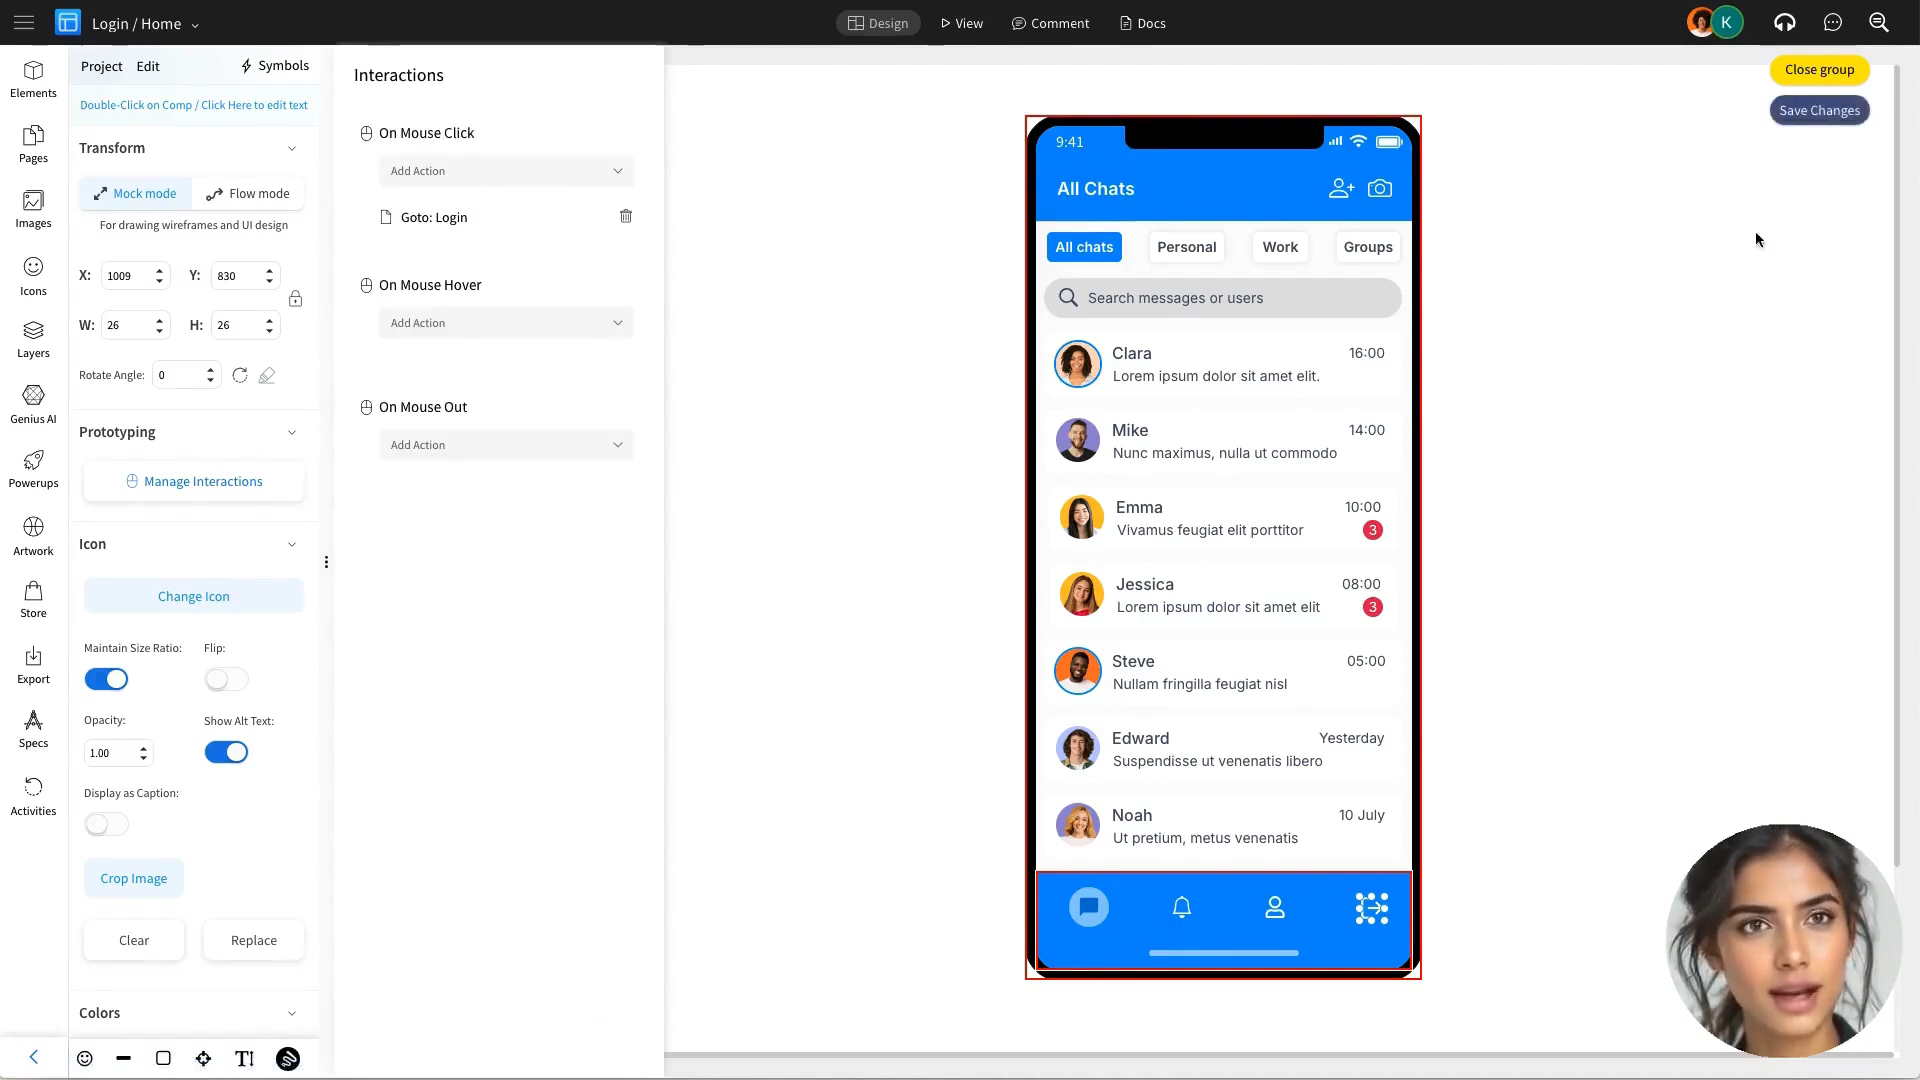 Login / Home
Design
View
Comment
Docs
K
Elements
Pages
Images
Icons
Layers
Genius AI
Powerups
Artwork
Store
Export
Specs
Activities
Project
Edit
Symbols
Double-Click on Comp / Click Here to edit text
Transform
Mock mode
Flow mode
For drawing wireframes and UI design
X: 1009
Y: 830
W: 26
H: 26
Rotate Angle: 0
Prototyping
Manage Interactions
Icon
Change Icon
Maintain Size Ratio:
Flip:
Opacity:
Show Alt Text:
1.00
Display as Caption:
Crop Image
Clear
Replace
Colors
Interactions
On Mouse Click
Add Action
Goto: Login
On Mouse Hover
Add Action
On Mouse Out
Add Action
Close group
Save Changes
9:41
All Chats
All chats
Personal
Work
Groups
Search messages or users
Clara
16:00
Lorem ipsum dolor sit amet elit.
Mike
14:00
Nunc maximus, nulla ut commodo
Emma
10:00
Vivamus feugiat elit porttitor
3
Jessica
08:00
Lorem ipsum dolor sit amet elit
3
Steve
05:00
Nullam fringilla feugiat nisl
Edward
Yesterday
Suspendisse ut venenatis libero
Noah
10 July
Ut pretium, metus venenatis